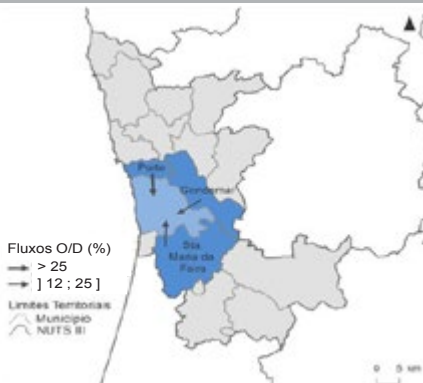 Porto
Gondomar
Sta
Maria da
Feira
Fluxos O/D (%)
> 25
] 12 ; 25 ]
Limites Territoriais
Município
NUTS III
0 5 km